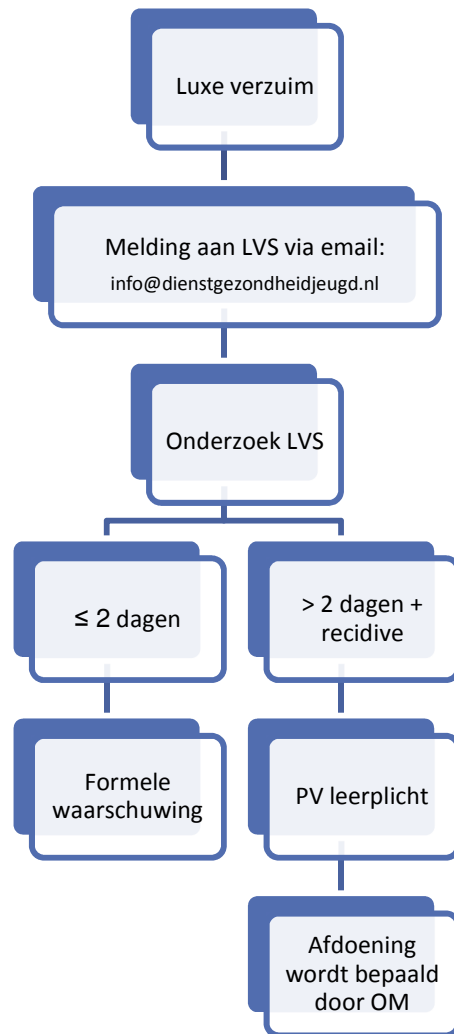 Luxe verzuim
Melding aan LVS via email:
info@dienstgezondheidjeugd.nl
Onderzoek LVS
≤ 2 dagen
> 2 dagen +
recidive
Formele
waarschuwing
PV leerplicht
Afdoening
wordt bepaald
door OM